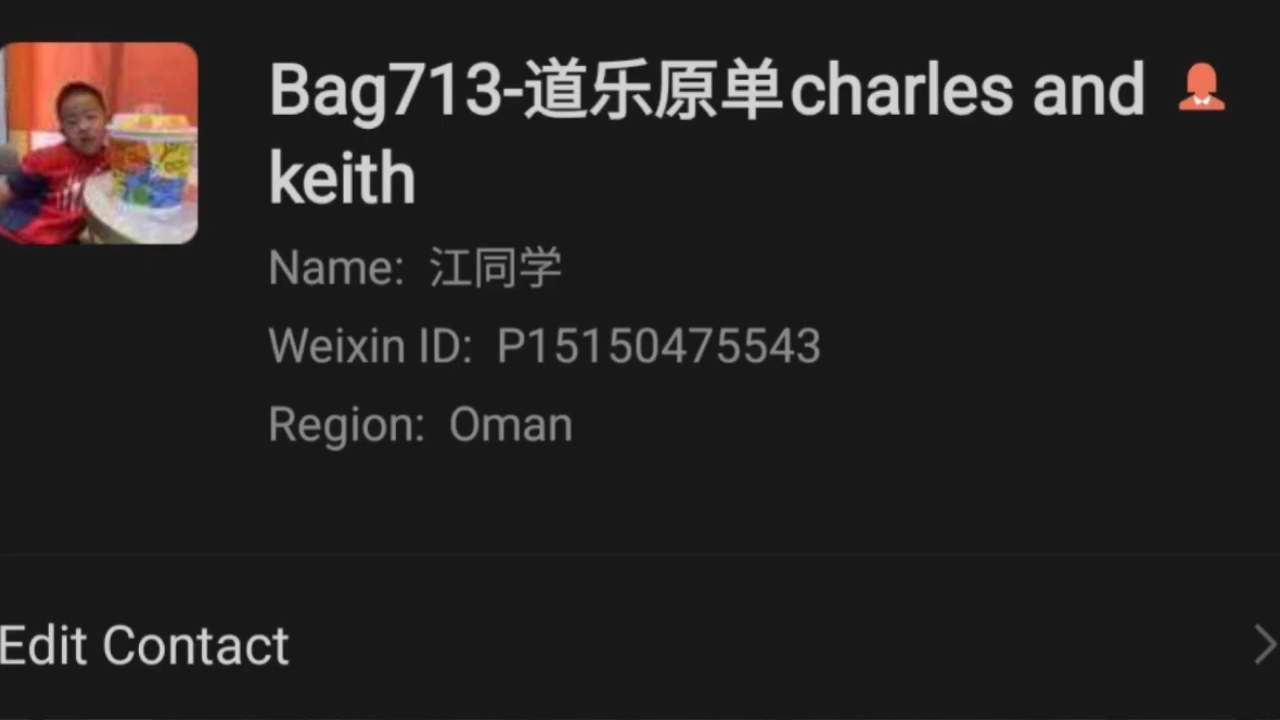 Bag713-道乐原单charles and
keith
Name: 江同学
Weixin ID: P15150475543
Region: Oman
Edit Contact